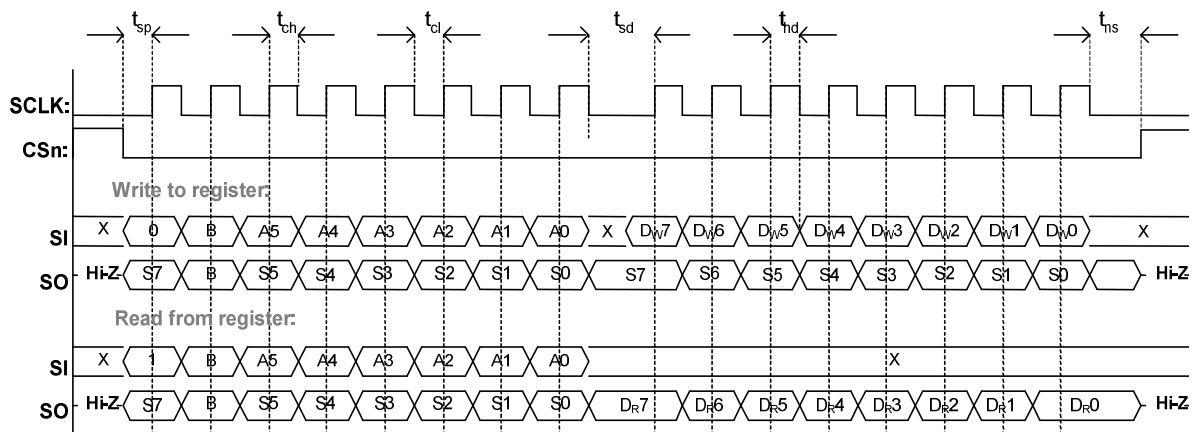 tsp tch tcl tsd thd tns
SCLK:
CSn:
Write to register:
X 0 B A5 A4 A3 A2 A1 A0 X DW7 DW6 DW5 DW4 DW3 DW2 DW1 DW0 X
SI
Hi-Z S7 B S5 S4 S3 S2 S1 S0 S7 S6 S5 S4 S3 S2 S1 S0 Hi-Z
SO
Read from register:
X 1 B A5 A4 A3 A2 A1 A0 X
SI
Hi-Z S7 B S5 S4 S3 S2 S1 S0 DR7 DR6 DR5 DR4 DR3 DR2 DR1 DR0 Hi-Z
SO